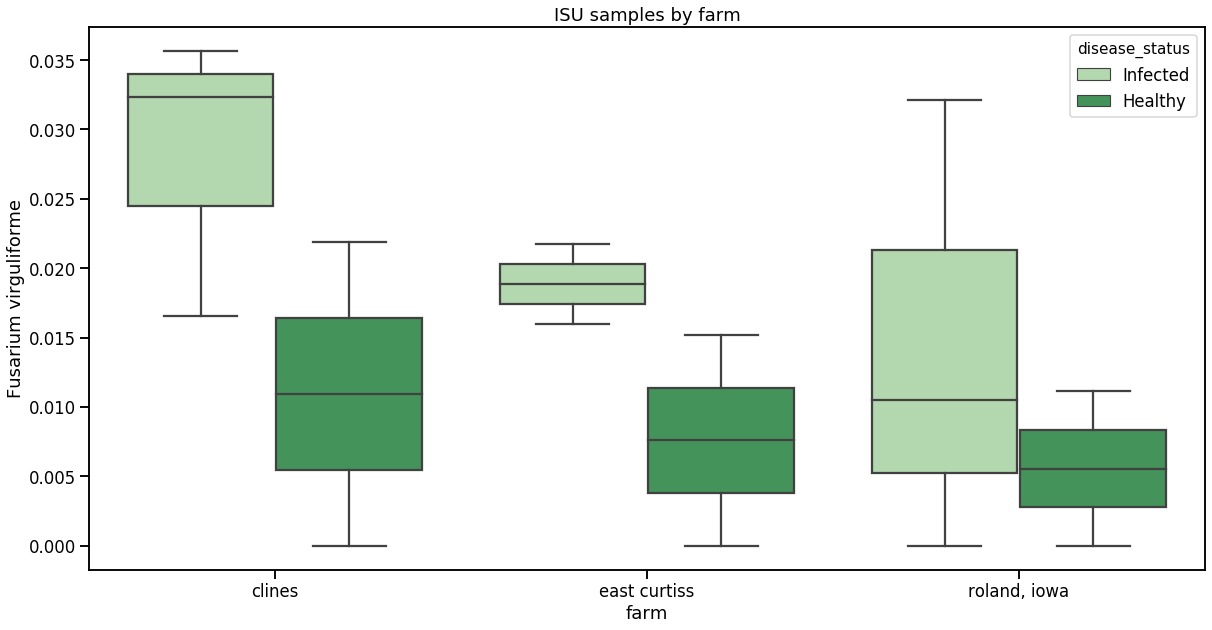 ISU samples by farm
Fusarium virguliforme
0.035
0.030
0.025
0.020
0.015
0.010
0.005
0.000
disease_status
Infected
Healthy
clines
east curtiss
roland, iowa
farm